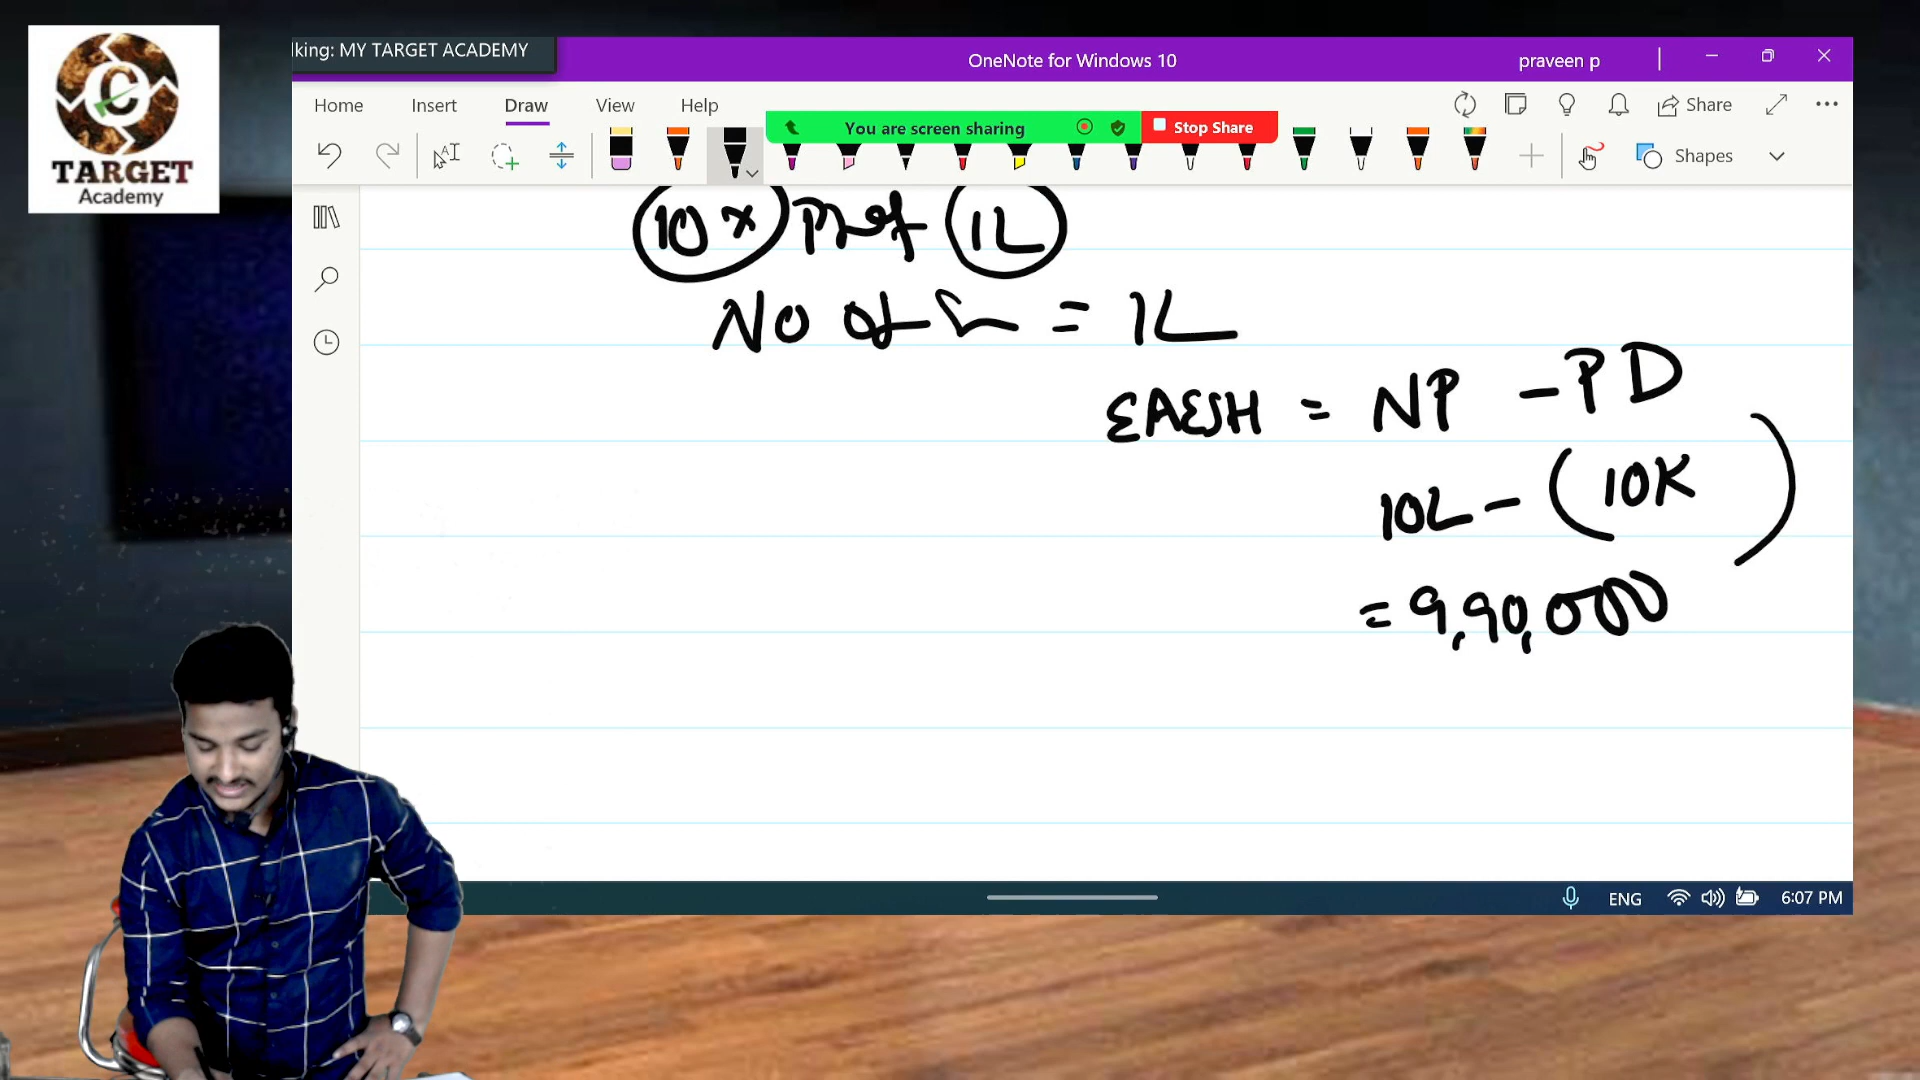 TARGET
Academy
lking: MY TARGET ACADEMY
OneNote for Windows 10
praveen p
Home Insert Draw View Help
You are screen sharing
Stop Share
Share
Shapes
10 % Pref 1L
No of = 1L
EAESH = NP - PD
10L - (10K )
= 9,90,000
ENG
6:07 PM